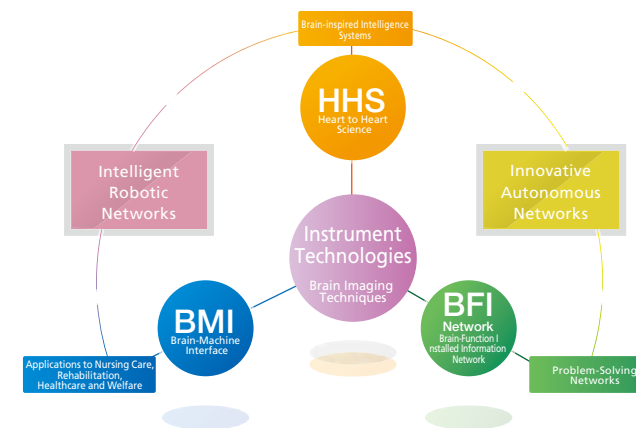 Brain-inspired Intelligence
Systems
HHS
Heart to Heart
Science
Intelligent
Robotic
Networks
Innovative
Autonomous
Networks
Instrument
Technologies
Brain Imaging
Techniques
BMI
Brain-Machine
Interface
BFI
Network
Brain-Function I
nstalled Information
Network
Applications to Nursing Care,
Rehabilitation,
Healthcare and Welfare
Problem-Solving
Networks